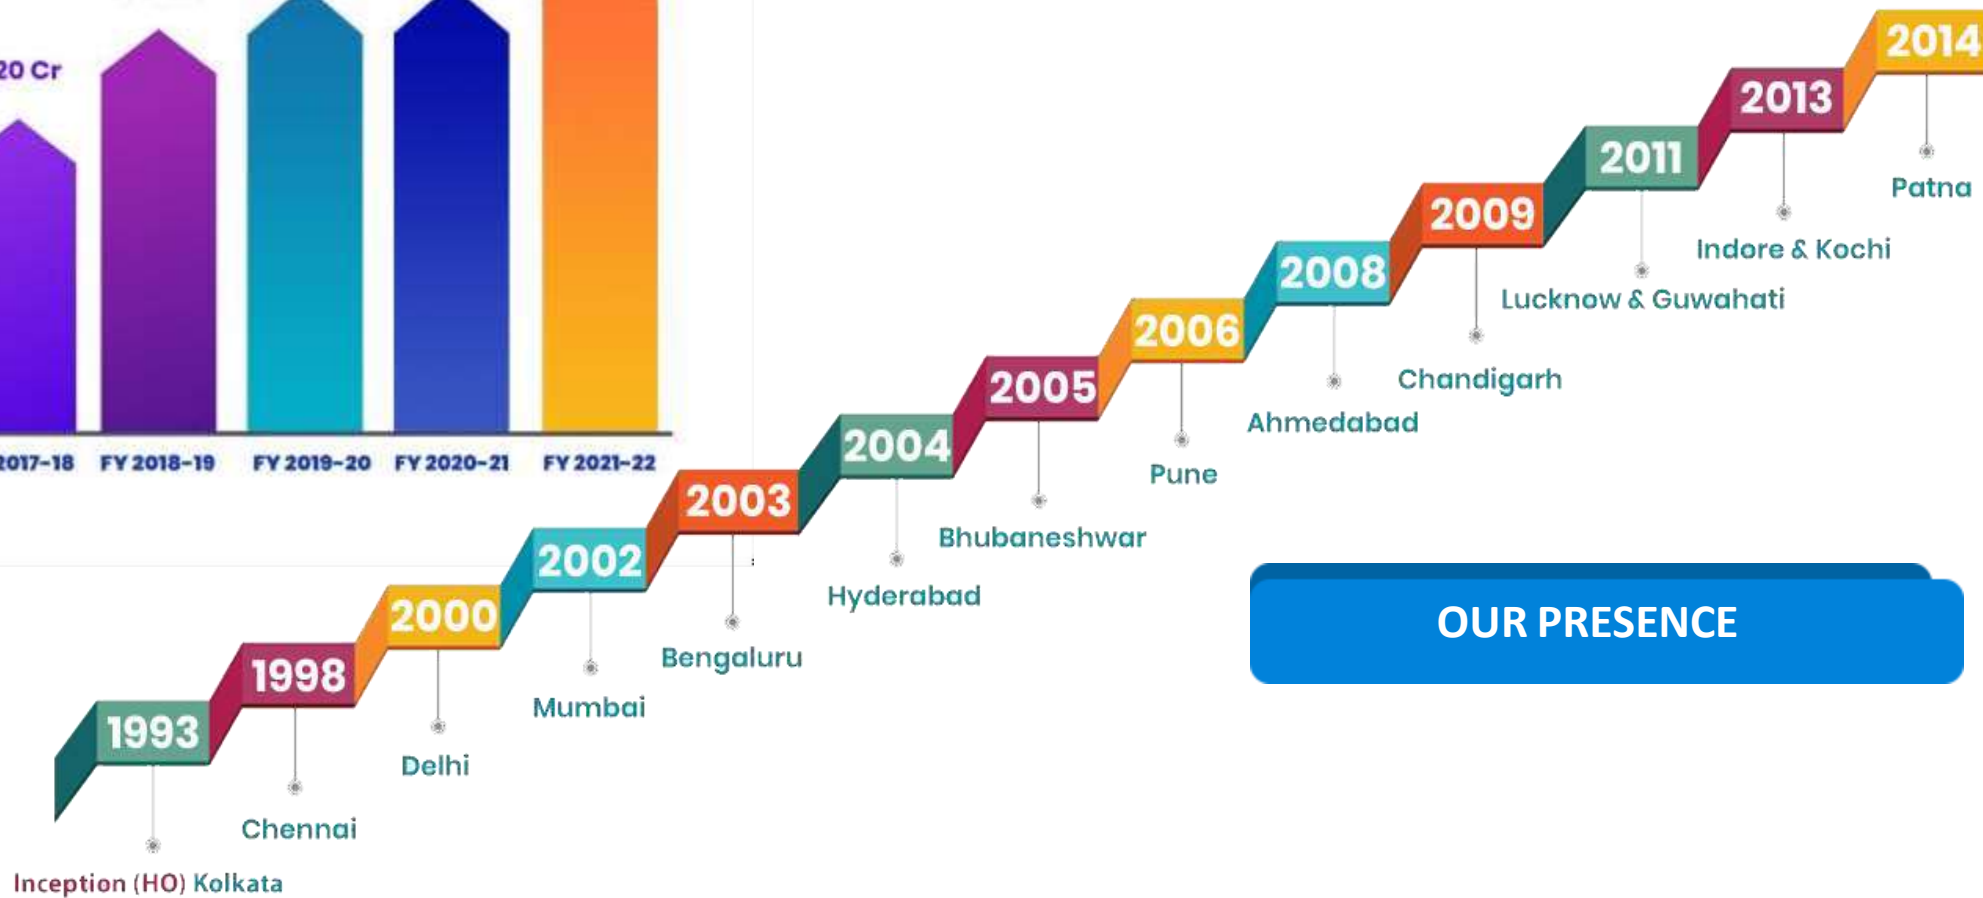 20 Cr
2017-18 FY 2018-19 FY 2019-20 FY 2020-21 FY 2021-22
1993
Inception (HO) Kolkata
1998
Chennai
2000
Delhi
2002
Mumbai
2003
Bengaluru
2004
Hyderabad
2005
Bhubaneshwar
2006
Pune
2008
Ahmedabad
2009
Chandigarh
2011
Lucknow & Guwahati
2013
Indore & Kochi
2014
Patna
OUR PRESENCE